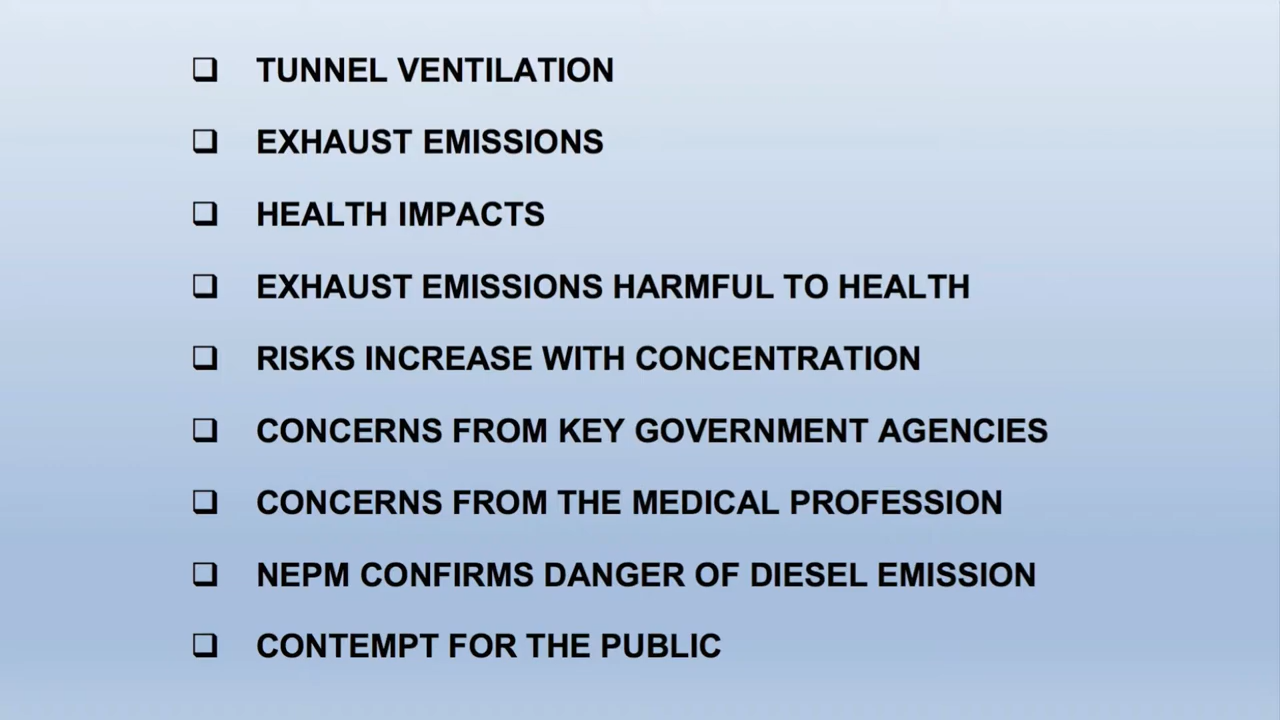 ❑ TUNNEL VENTILATION
❑ EXHAUST EMISSIONS
❑ HEALTH IMPACTS
❑ EXHAUST EMISSIONS HARMFUL TO HEALTH
❑ RISKS INCREASE WITH CONCENTRATION
❑ CONCERNS FROM KEY GOVERNMENT AGENCIES
❑ CONCERNS FROM THE MEDICAL PROFESSION
❑ NEPM CONFIRMS DANGER OF DIESEL EMISSION
❑ CONTEMPT FOR THE PUBLIC